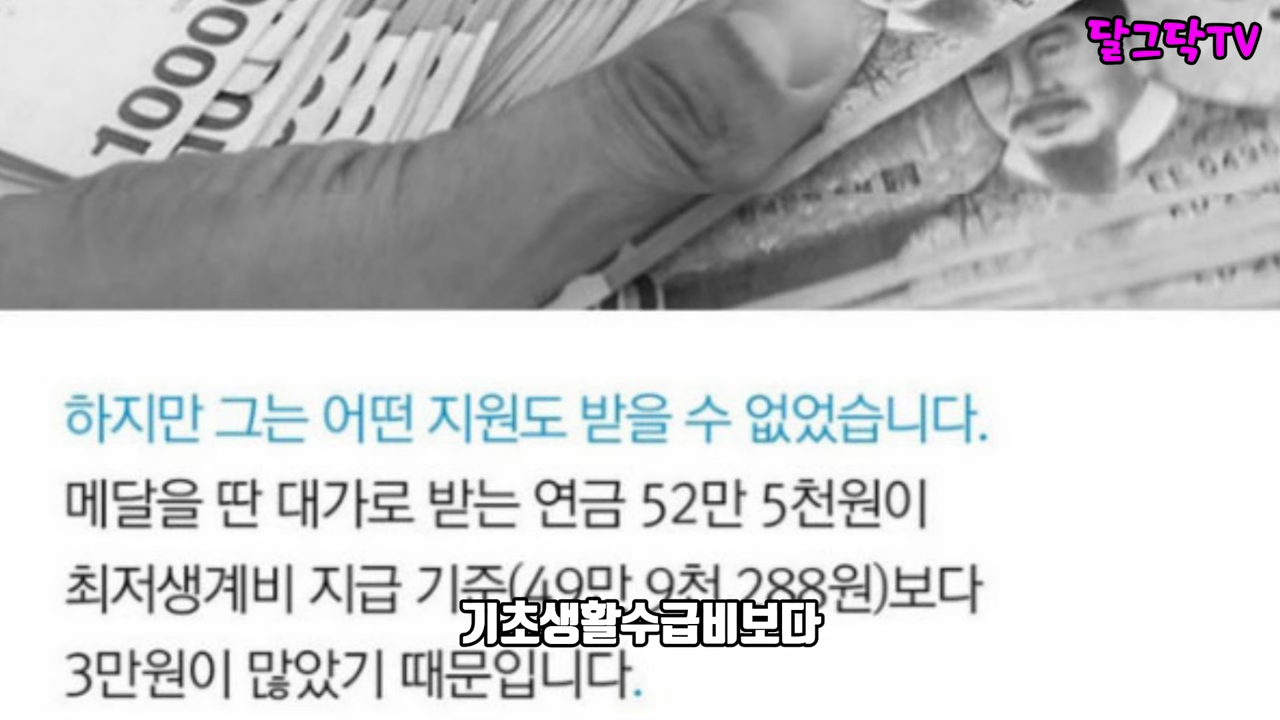 달그닥TV
10000
하지만 그는 어떤 지원도 받을 수 없었습니다.
메달을 딴 대가로 받는 연금 52만 5천원이
최저생계비 지급 기준(49만 9천 288원)보다
기초생활수급비보다
3만원이 많았기 때문입니다.